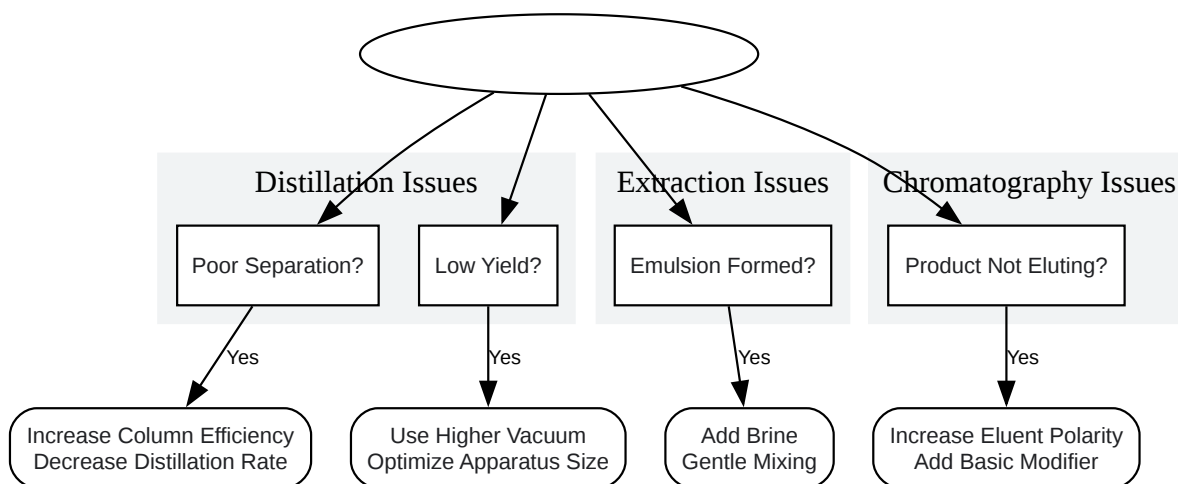 Distillation Issues
Extraction Issues
Chromatography Issues
Poor Separation?
Low Yield?
Emulsion Formed?
Product Not Eluting?
Yes
Yes
Yes
Yes
Increase Column Efficiency
Decrease Distillation Rate
Use Higher Vacuum
Optimize Apparatus Size
Add Brine
Gentle Mixing
Increase Eluent Polarity
Add Basic Modifier